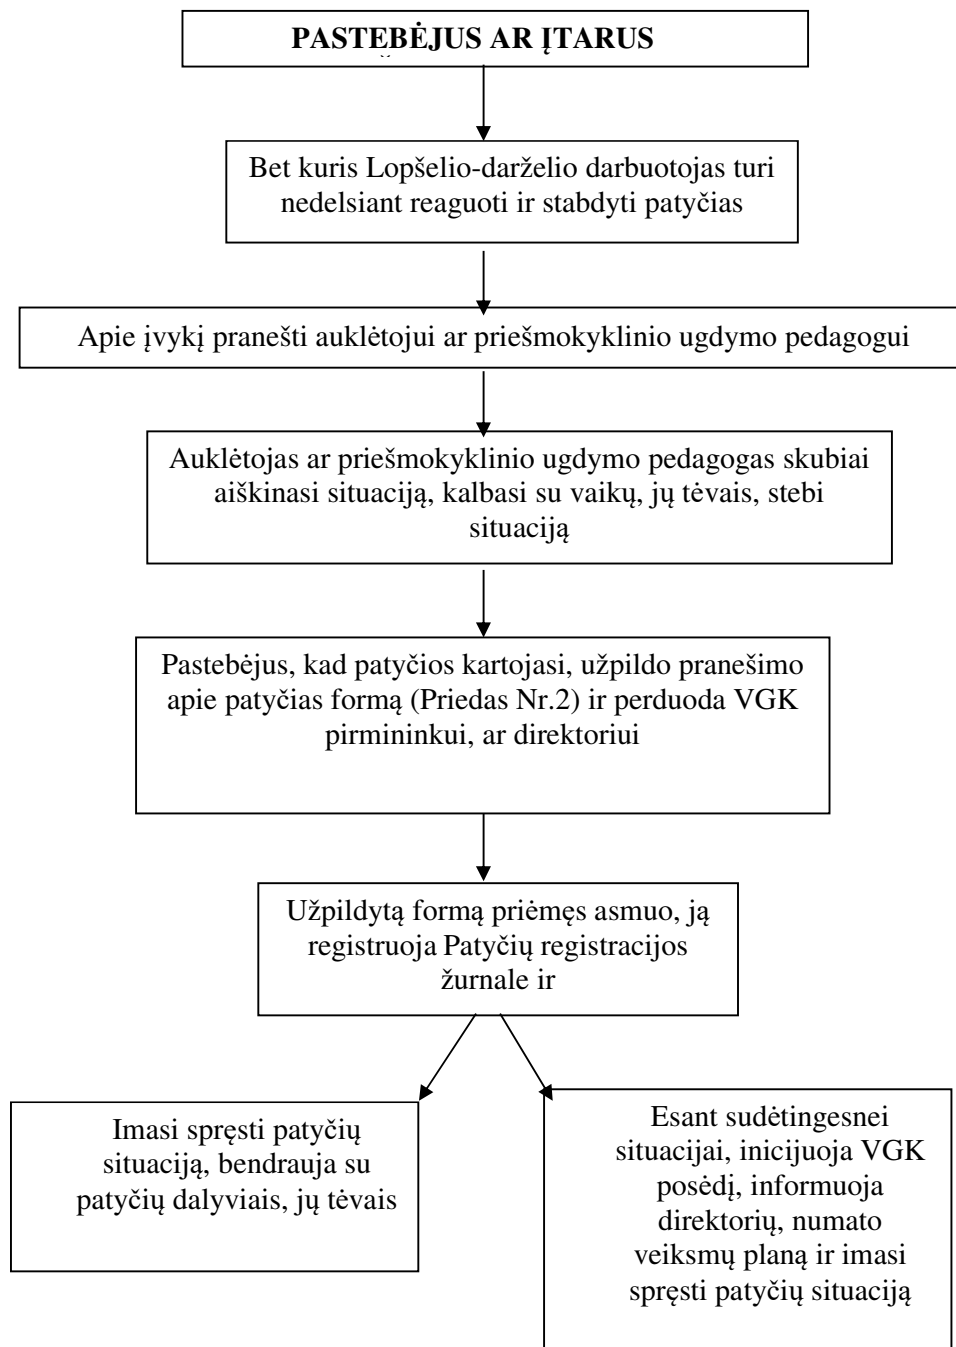 PASTEBĖJUS AR ĮTARUS
Bet kuris Lopšelio-darželio darbuotojas turi
nedelsiant reaguoti ir stabdyti patyčias
Apie įvykį pranešti auklėtojui ar priešmokyklinio ugdymo pedagogui
Auklėtojas ar priešmokyklinio ugdymo pedagogas skubiai
aiškinasi situaciją, kalbasi su vaikų, jų tėvais, stebi
situaciją
Pastebėjus, kad patyčios kartojasi, užpildo pranešimo
apie patyčias formą (Priedas Nr.2) ir perduoda VGK
pirmininkui, ar direktoriui
Užpildytą formą priėmęs asmuo, ją
registruoja Patyčių registracijos
žurnale ir
Imasi spręsti patyčių
situaciją, bendrauja su
patyčių dalyviais, jų tėvais
Esant sudėtingesnei
situacijai, inicijuoja VGK
posėdį, informuoja
direktorių, numato
veiksmų planą ir imasi
spręsti patyčių situaciją